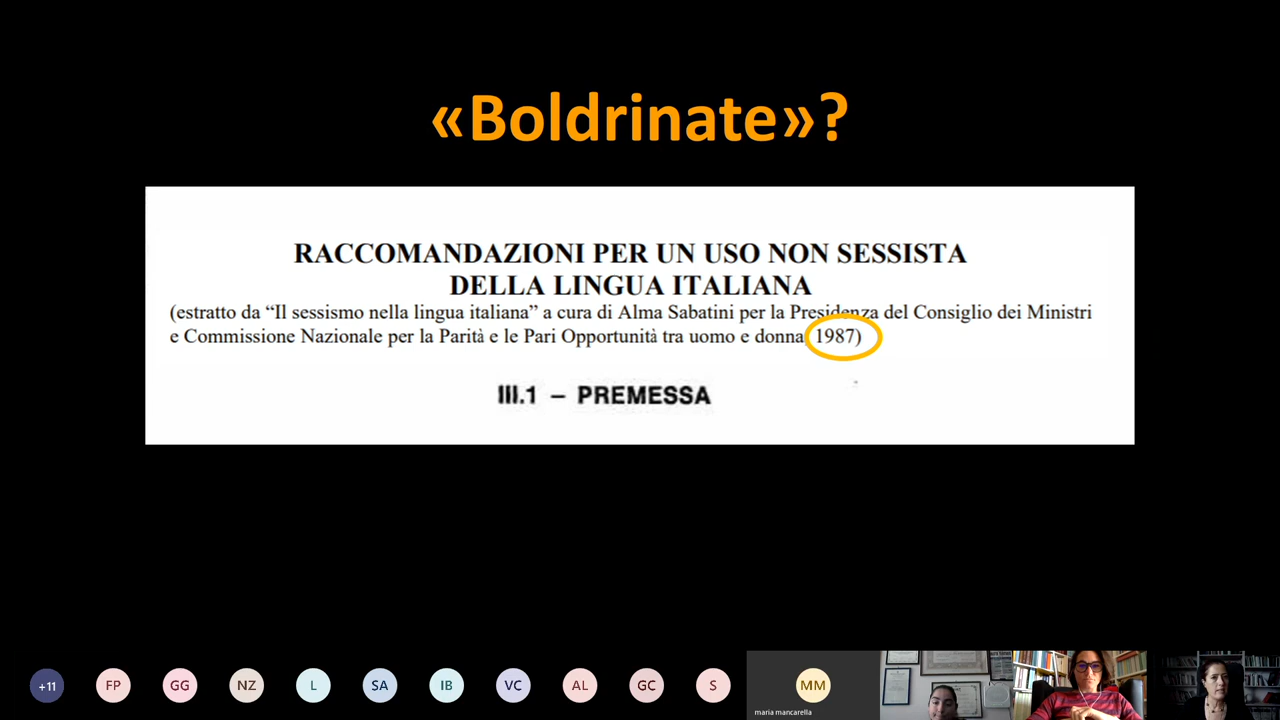 «Boldrinate»?
RACCOMANDAZIONI PER UN USO NON SESSISTA
DELLA LINGUA ITALIANA
(estratto da “Il sessismo nella lingua italiana” a cura di Alma Sabatini per la Presidenza del Consiglio dei Ministri
e Commissione Nazionale per la Parità e le Pari Opportunità tra uomo e donna, 1987)
III.1 – PREMESSA
+11 FP GG NZ L SA IB VC AL GC S MM
maria mancarella